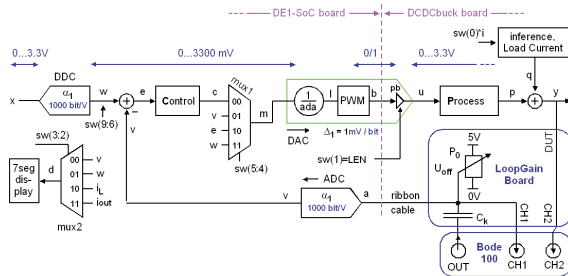 DE1-SoC board
DCDCbuck board
sw(0)*i
inference,
Load Current
0...3.3V
0...3300 mV
0/1
0...3.3V
DDC
mux1
q
x
α1
1000 bit/V
w
e
Control
c
00
01
10
11
v
e
w
m
1
ada
l
PWM
b
pb
u
Process
p
y
sw(9:6)
v
DAC
Δ1 = 1mV / bit
sw(3:2)
sw(5:4)
sw(1)=LEN
DUT
5V
P0
Uoff
LoopGain
Board
0V
7seg
dis-
play
d
00
01
10
11
v
w
iL
iout
mux2
ADC
v
α1
1000 bit/V
a
ribbon
cable
Ck
CH1
CH2
Bode
100
OUT
CH1
CH2